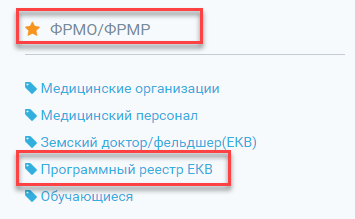 ФРМО/ФРМР
Медицинские организации
Медицинский персонал
Земский доктор/фельдшер(ЕКВ)
Программный реестр ЕКВ
Обучающиеся